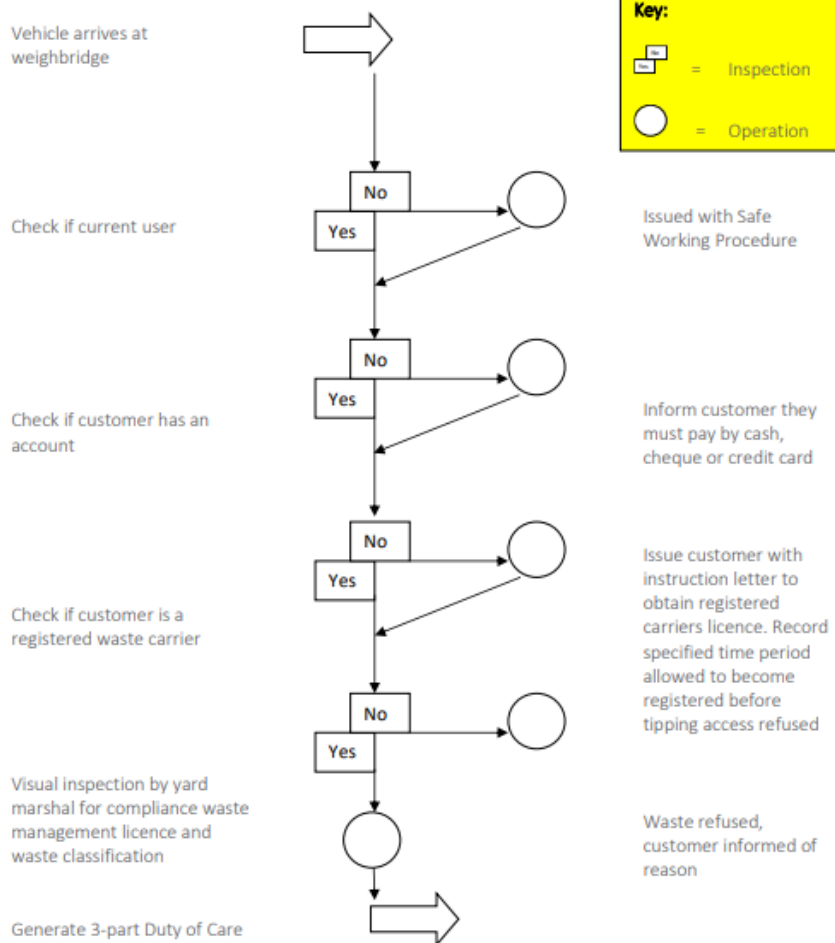 Key:
No
Yes
= Inspection
= Operation
Vehicle arrives at
weighbridge
No
Yes
Check if current user
Issued with Safe
Working Procedure
No
Yes
Check if customer has an
account
Inform customer they
must pay by cash,
cheque or credit card
No
Yes
Check if customer is a
registered waste carrier
Issue customer with
instruction letter to
obtain registered
carriers licence. Record
specified time period
allowed to become
registered before
tipping access refused
No
Yes
Visual inspection by yard
marshal for compliance waste
management licence and
waste classification
Waste refused,
customer informed of
reason
Generate 3-part Duty of Care